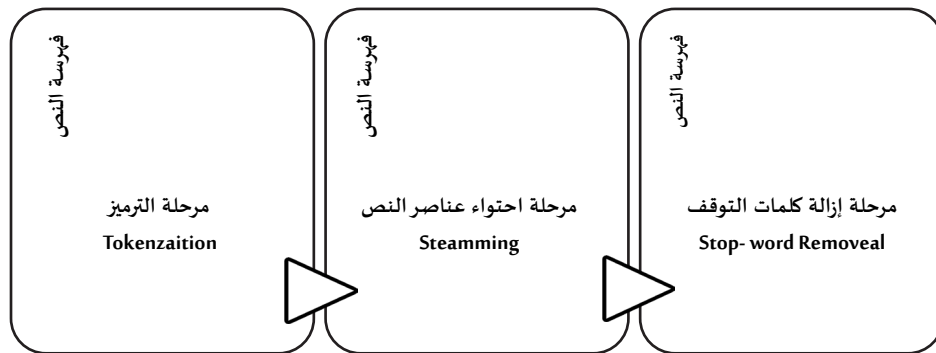 فهرسة النص
مرحلة الترميز
Tokenzaition
فهرسة النص
مرحلة احتواء عناصر النص
Steamming
فهرسة النص
مرحلة إزالة كلمات التوقف
Stop- word Removeal